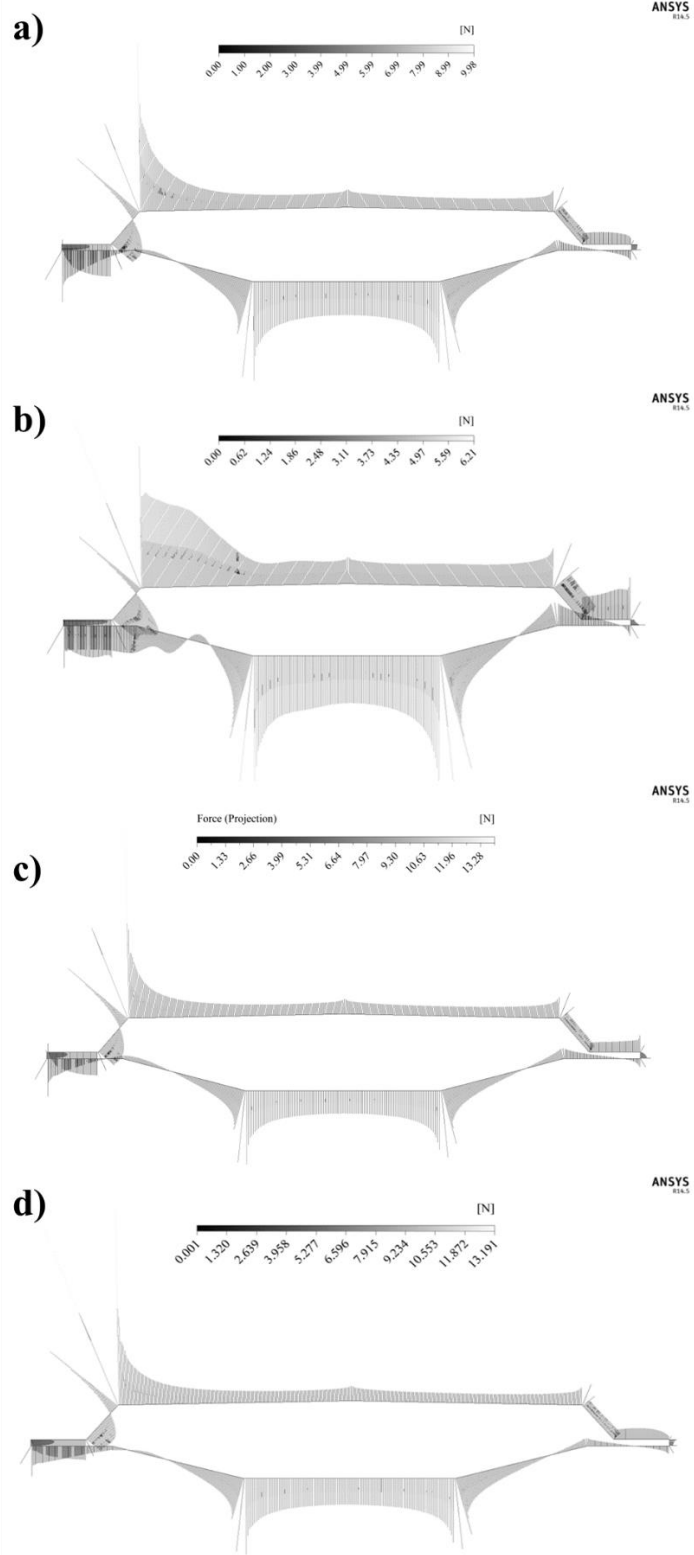 ANSYS
R14.5
a)
[N]
0.00 1.00 2.00 3.00 3.99 4.99 5.99 6.99 7.99 8.99 9.98
ANSYS
R14.5
b)
[N]
0.00 0.62 1.24 1.86 2.48 3.11 3.73 4.35 4.97 5.59 6.21
ANSYS
R14.5
Force (Projection) [N]
0.00 1.33 2.66 3.99 5.31 6.64 7.97 9.30 10.63 11.96 13.28
c)
ANSYS
R14.5
d)
[N]
0.001 1.320 2.639 3.958 5.277 6.596 7.915 9.234 10.553 11.872 13.191